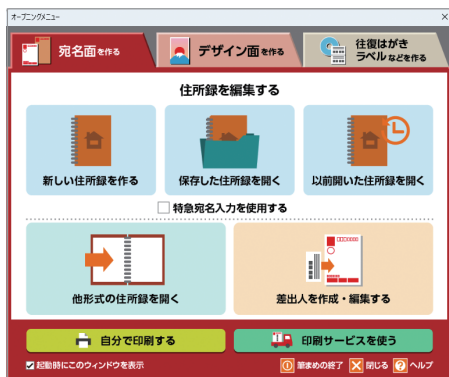 オープニングメニュー
宛名面を作る
デザイン面を作る
往復はがき
ラベルなどを作る
住所録を編集する
新しい住所録を作る
保存した住所録を開く
以前開いた住所録を開く
特急宛名入力を使用する
他形式の住所録を開く
差出人を作成・編集する
自分で印刷する
印刷サービスを使う
起動時にこのウィンドウを表示
筆まめの終了
閉じる
ヘルプ